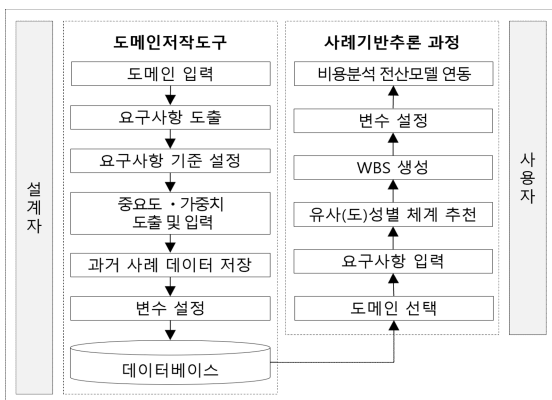 설계자
도메인저작도구
도메인 입력
요구사항 도출
요구사항 기준 설정
중요도 ・가중치
도출 및 입력
과거 사례 데이터 저장
변수 설정
데이터베이스
사례기반추론 과정
비용분석 전산모델 연동
변수 설정
WBS 생성
유사(도)성별 체계 추천
요구사항 입력
도메인 선택
사용자